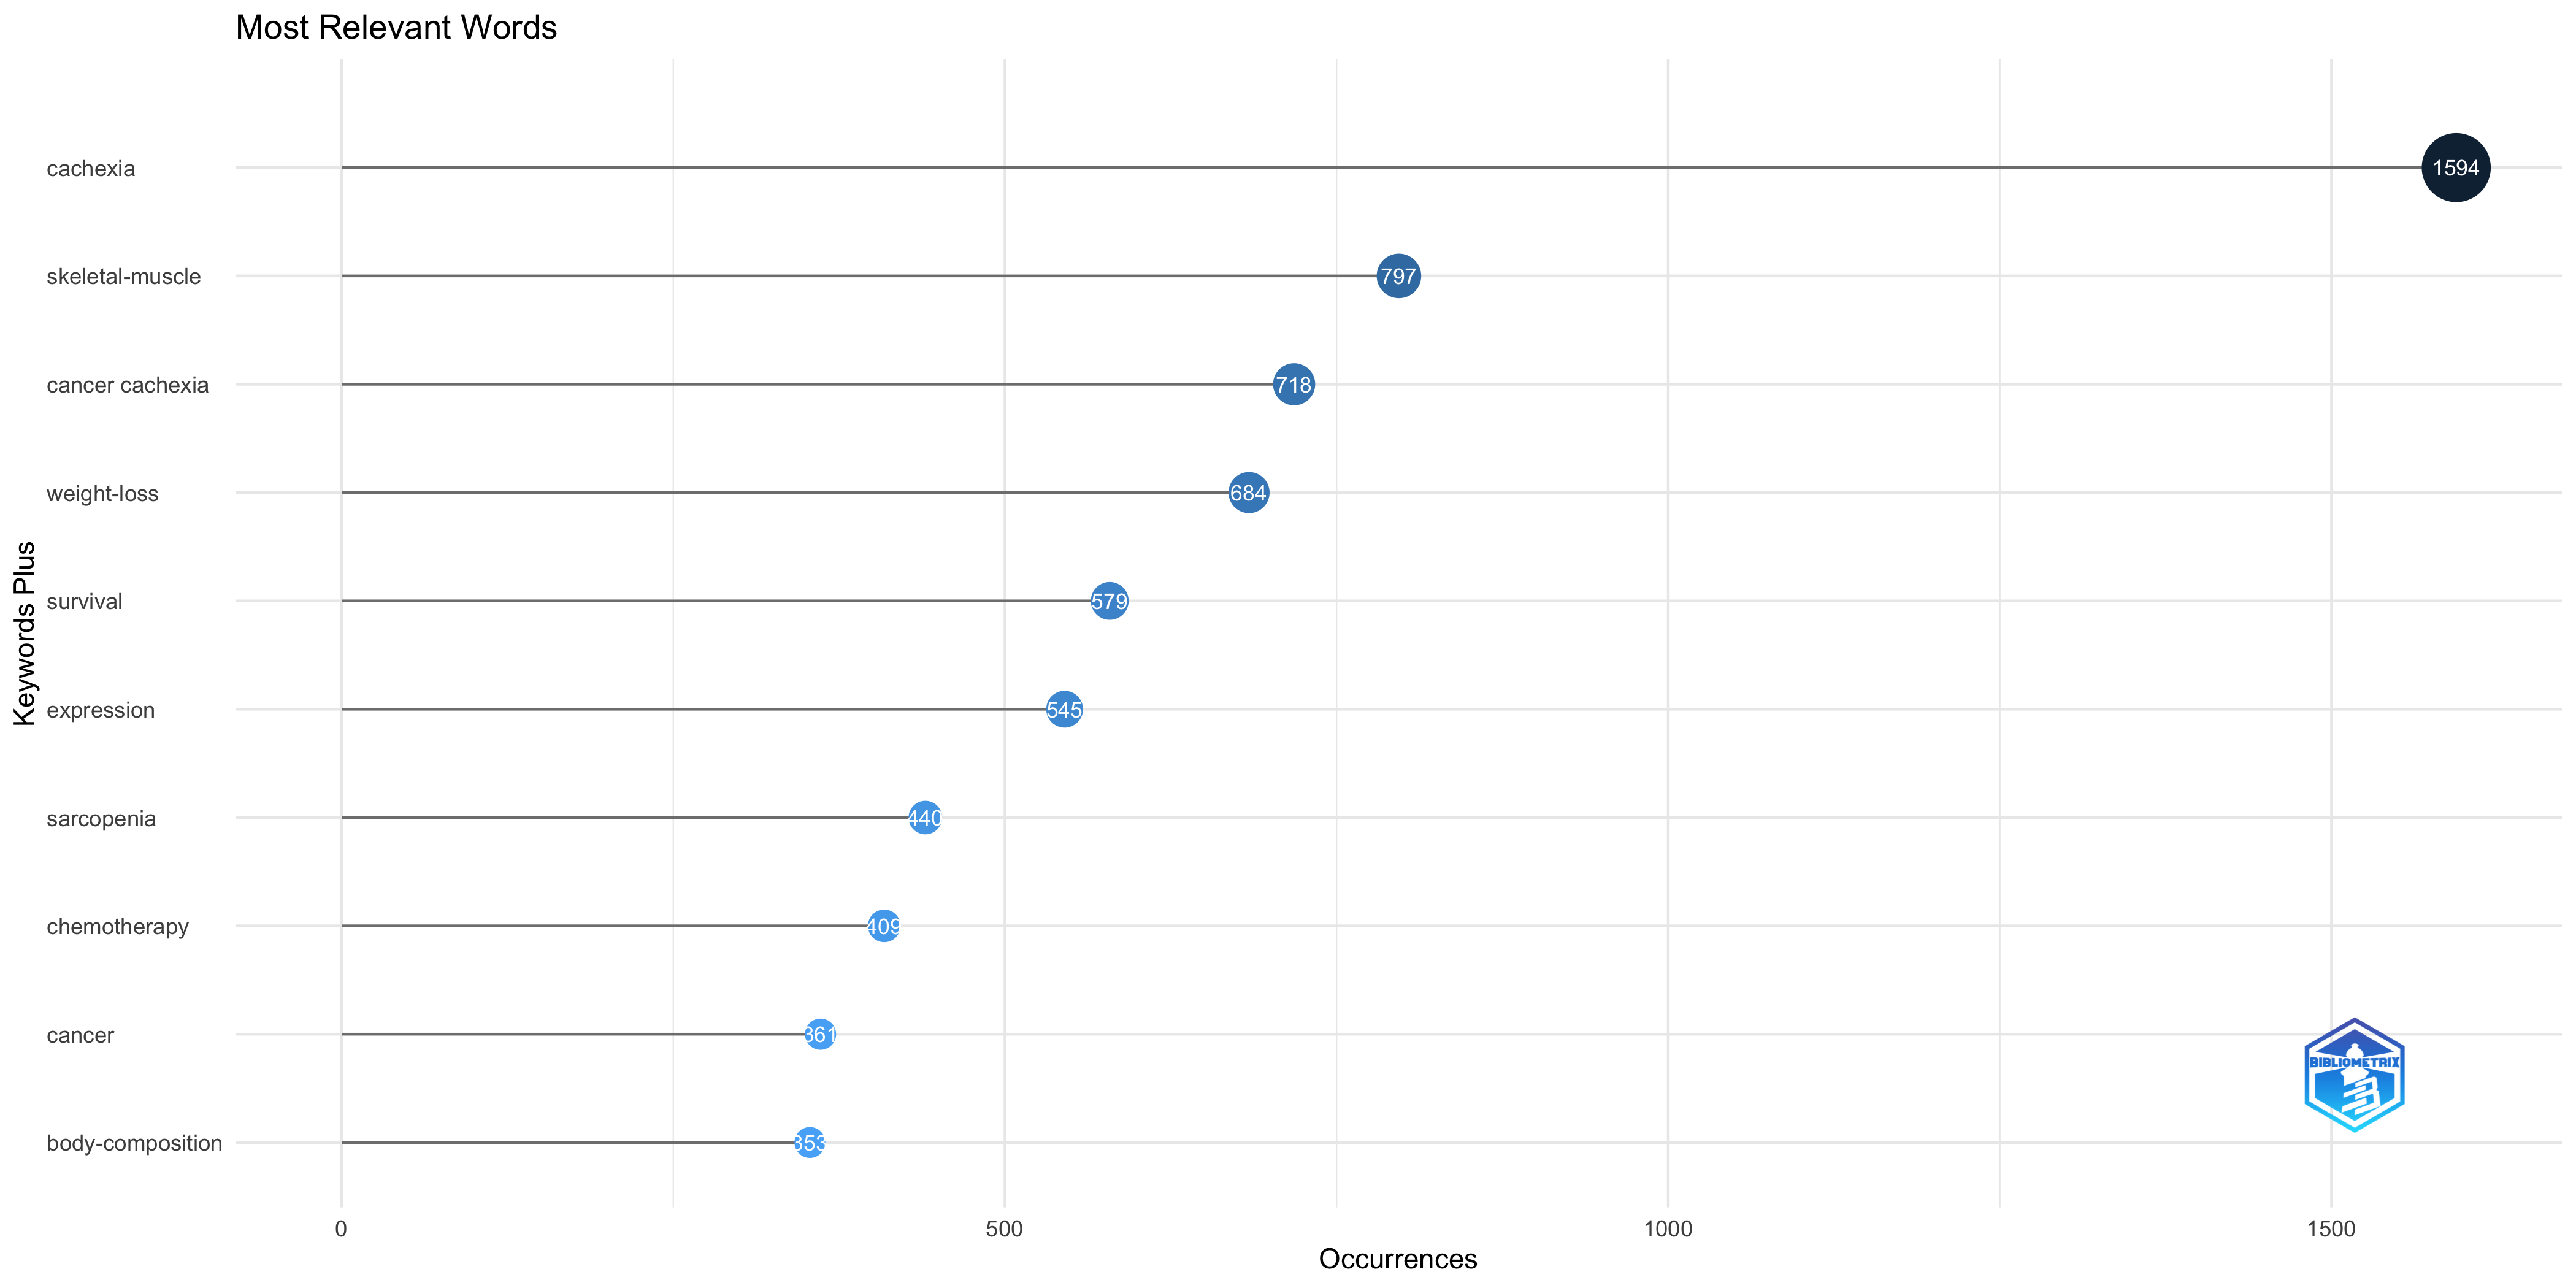 Most Relevant Words
Keywords Plus
cachexia 1594
skeletal-muscle 797
cancer cachexia 718
weight-loss 684
survival 579
expression 545
sarcopenia 440
chemotherapy 409
cancer 361
body-composition 353
BIBLIOMETRIX
0 500 1000 1500
Occurrences